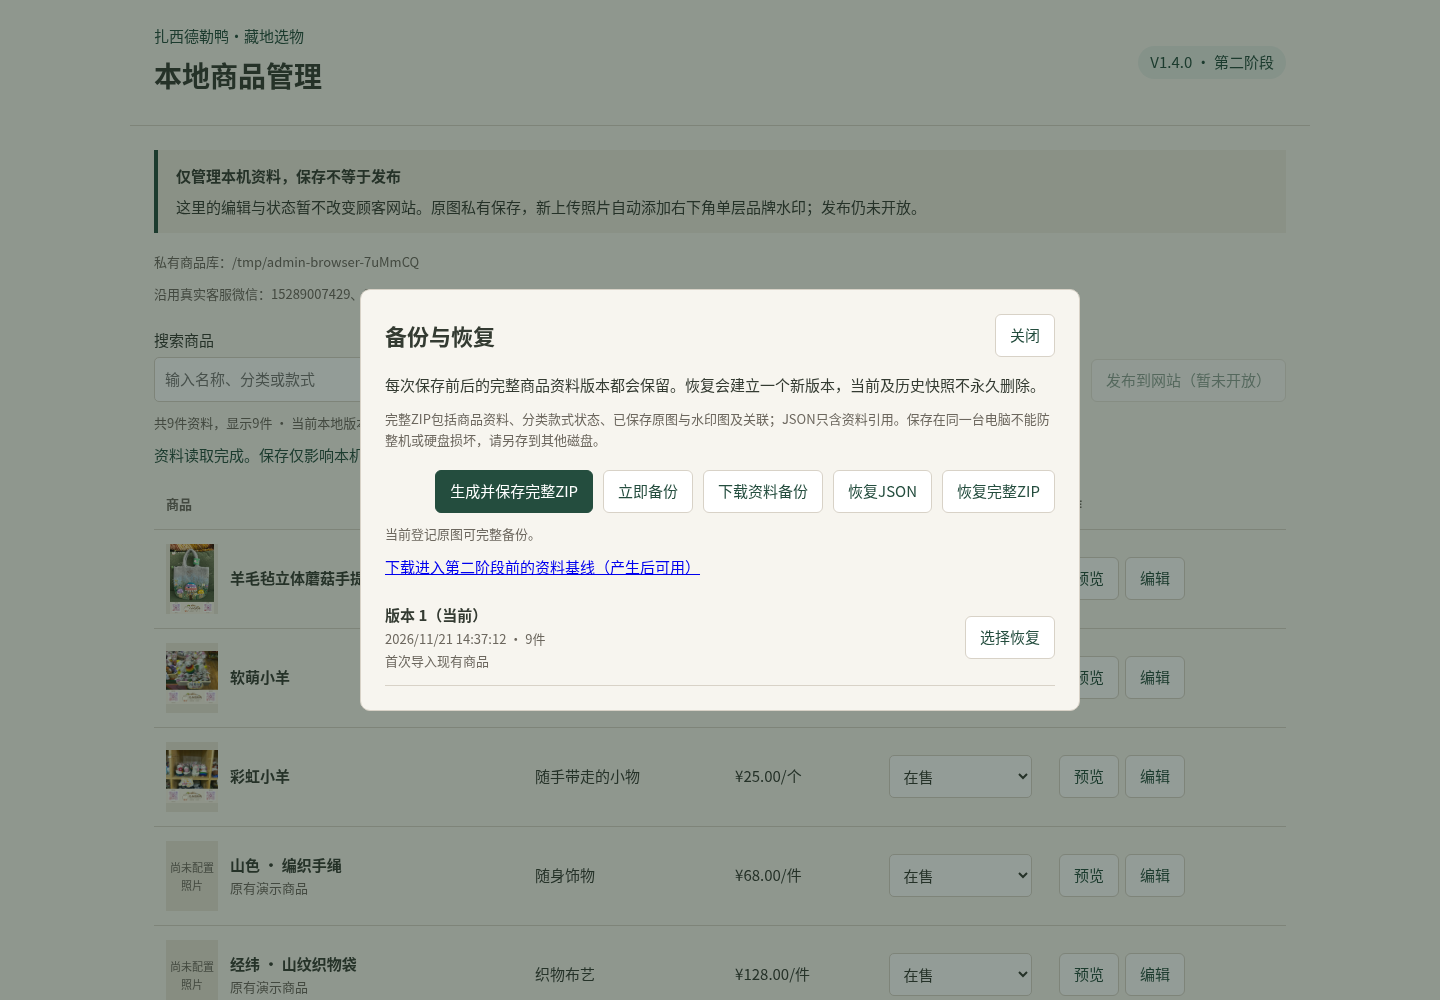 扎西德勒鸭・藏地选物
本地商品管理
V1.4.0 ・ 第二阶段
仅管理本机资料，保存不等于发布
这里的编辑与状态暂不改变顾客网站。原图私有保存，新上传照片自动添加右下角单层品牌水印；发布仍未开放。
私有商品库：/tmp/admin-browser-7uMmCQ
沿用真实客服微信：15289007429、
搜索商品
输入名称、分类或款式
发布到网站（暂未开放）
共9件资料，显示9件 ・ 当前本地版本
资料读取完成。保存仅影响本机
商品
备份与恢复
关闭
每次保存前后的完整商品资料版本都会保留。恢复会建立一个新版本，当前及历史快照不永久删除。
完整ZIP包括商品资料、分类款式状态、已保存原图与水印图及关联；JSON只含资料引用。保存在同一台电脑不能防
整机或硬盘损坏，请另存到其他磁盘。
生成并保存完整ZIP
立即备份
下载资料备份
恢复JSON
恢复完整ZIP
当前登记原图可完整备份。
下载进入第二阶段前的资料基线（产生后可用）
版本 1（当前）
2026/11/21 14:37:12 ・ 9件
首次导入现有商品
选择恢复
羊毛毡立体蘑菇手提
预览
编辑
软萌小羊
预览
编辑
彩虹小羊
随手带走的小物
¥25.00/个
在售
预览
编辑
尚未配置
照片
山色 ・ 编织手绳
原有演示商品
随身饰物
¥68.00/件
在售
预览
编辑
尚未配置
照片
经纬 ・ 山纹织物袋
原有演示商品
织物布艺
¥128.00/件
在售
预览
编辑